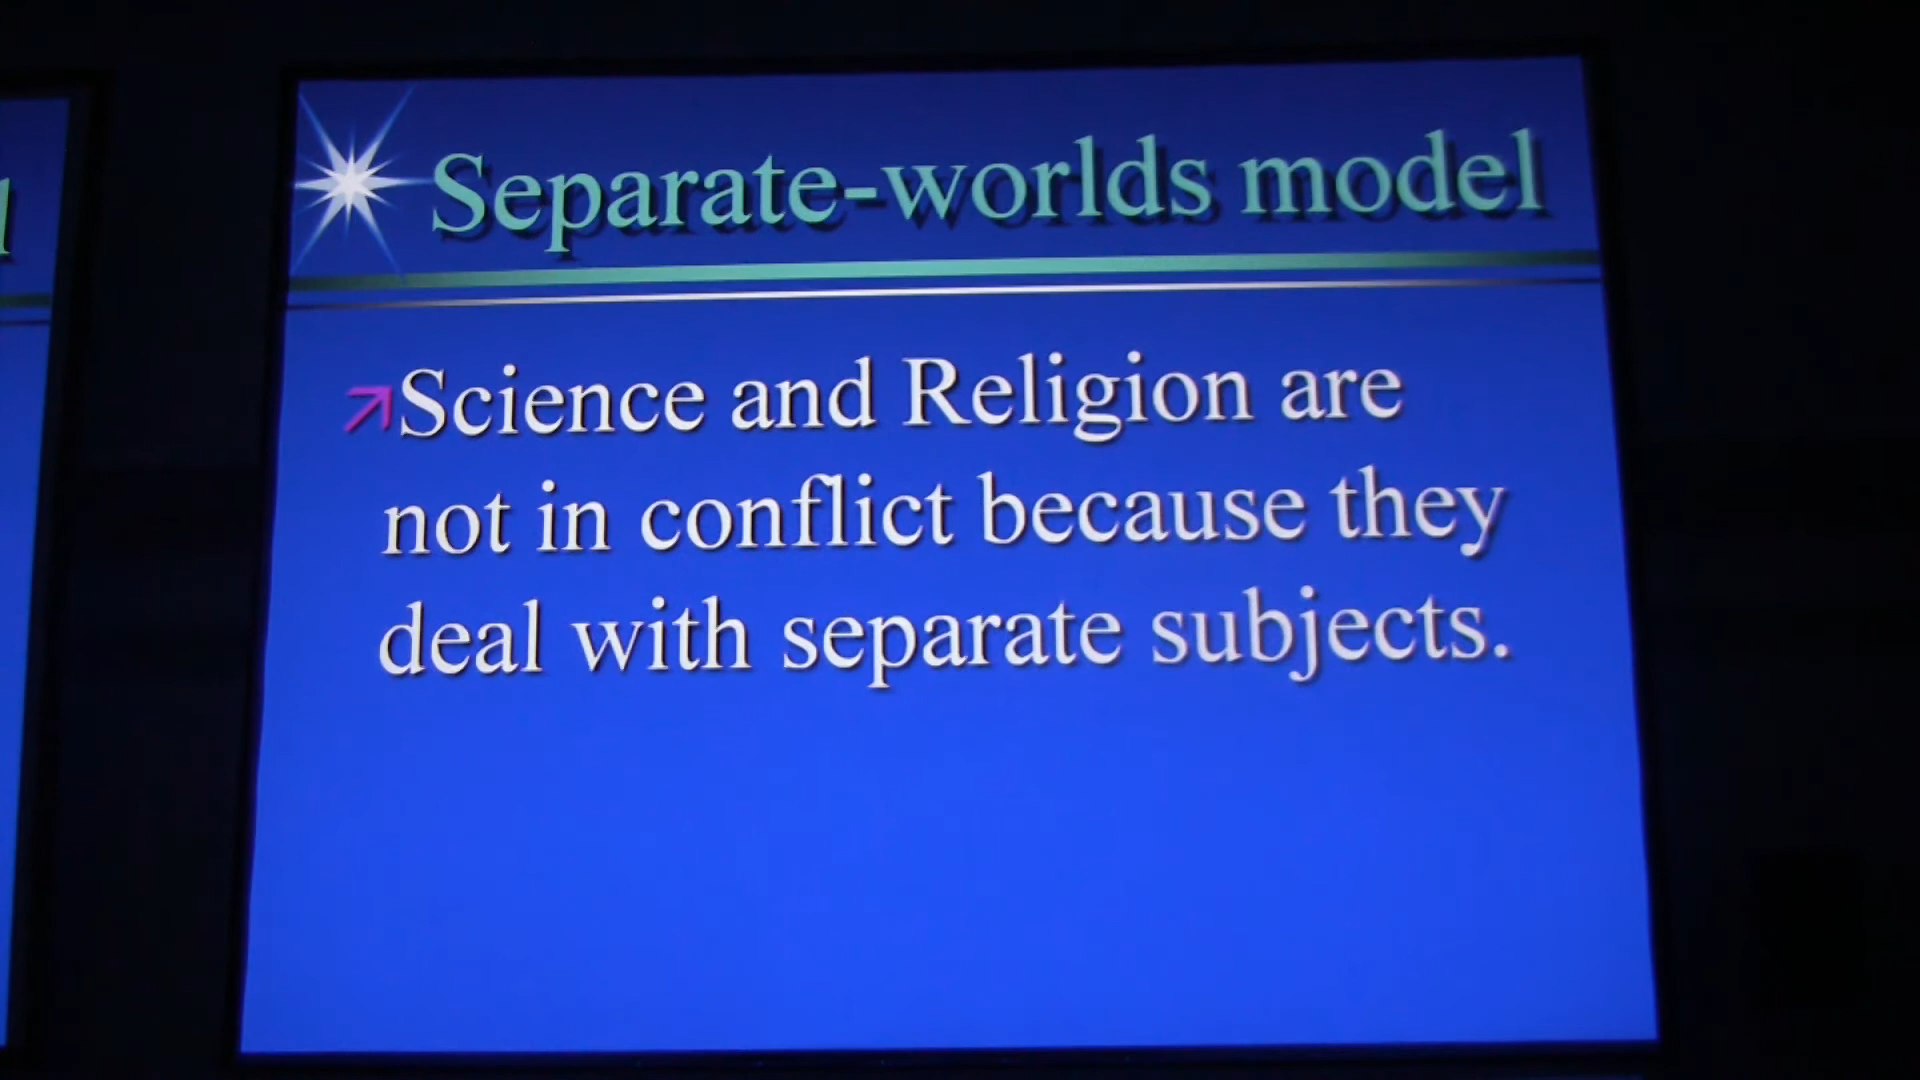 Separate-worlds model
Science and Religion are
not in conflict because they
deal with separate subjects.